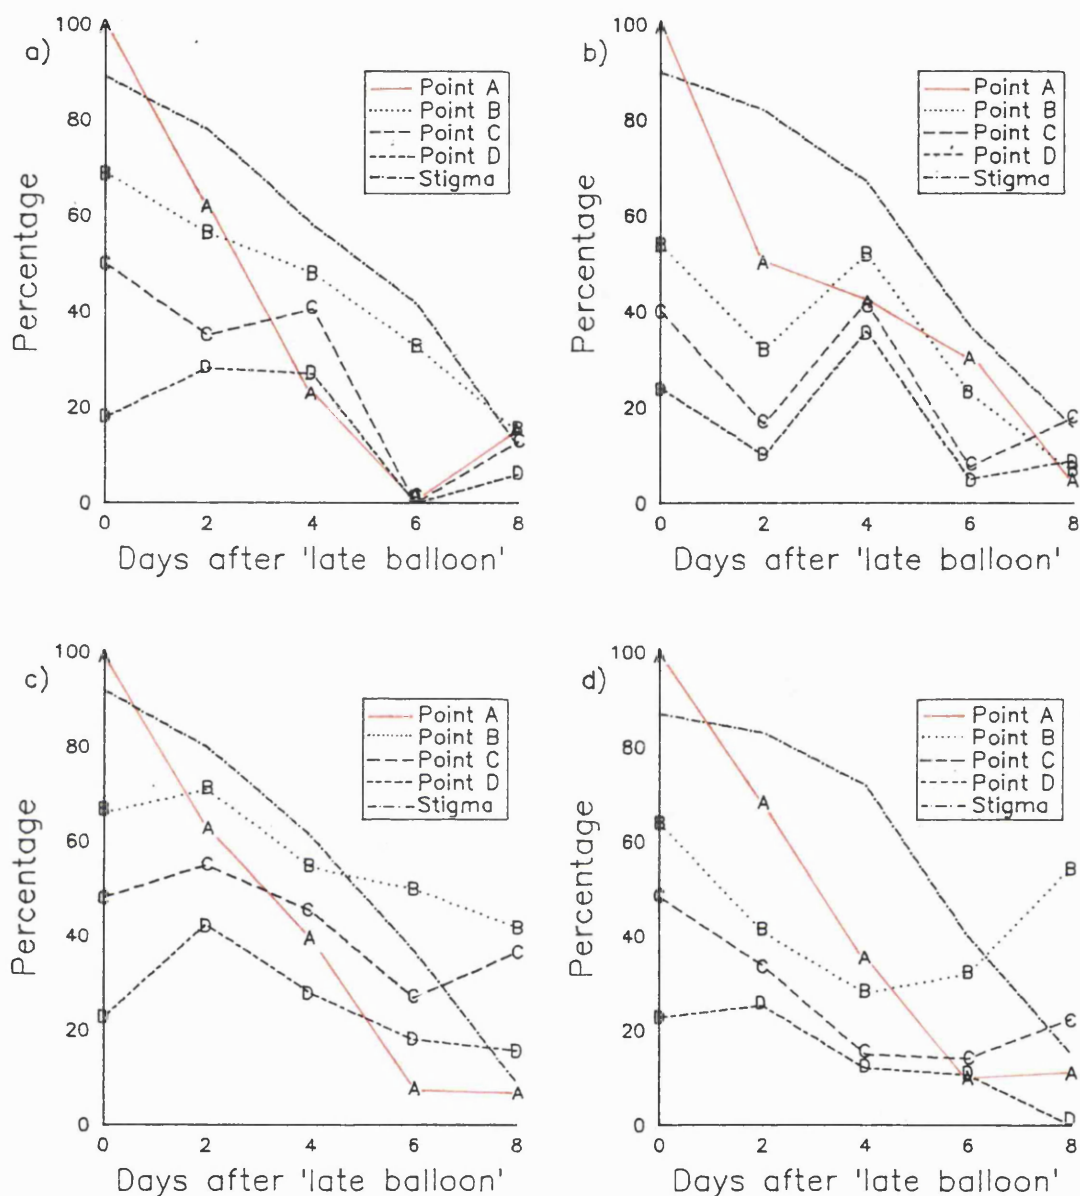 a)
100
80
60
40
20
0
Percentage
Point A
Point B
Point C
Point D
Stigma
A
B
C
D
A
B
C
D
B
C
D
A
B
A
B
A
C
D
0 2 4 6 8
Days after 'late balloon'
b)
100
80
60
40
20
0
Percentage
Point A
Point B
Point C
Point D
Stigma
A
B
C
D
A
B
C
D
B
A
C
D
A
B
C
D
C
D
B
A
0 2 4 6 8
Days after 'late balloon'
c)
100
80
60
40
20
0
Percentage
Point A
Point B
Point C
Point D
Stigma
A
B
C
D
B
A
C
D
B
C
A
D
B
C
D
A
B
C
D
A
0 2 4 6 8
Days after 'late balloon'
d)
100
80
60
40
20
0
Percentage
Point A
Point B
Point C
Point D
Stigma
A
B
C
D
A
B
C
D
A
B
C
D
B
C
D
A
B
C
A
D
0 2 4 6 8
Days after 'late balloon'